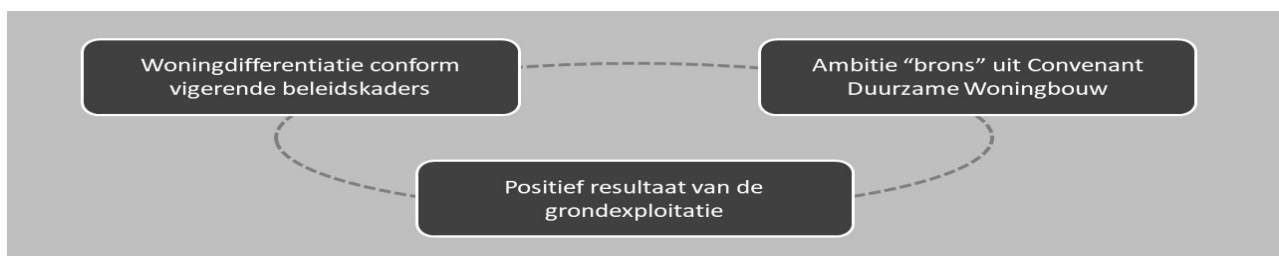 Woningdifferentiatie conform
vigerende beleidskaders
Ambitie “brons” uit Convenant
Duurzame Woningbouw
Positief resultaat van de
grondexploitatie